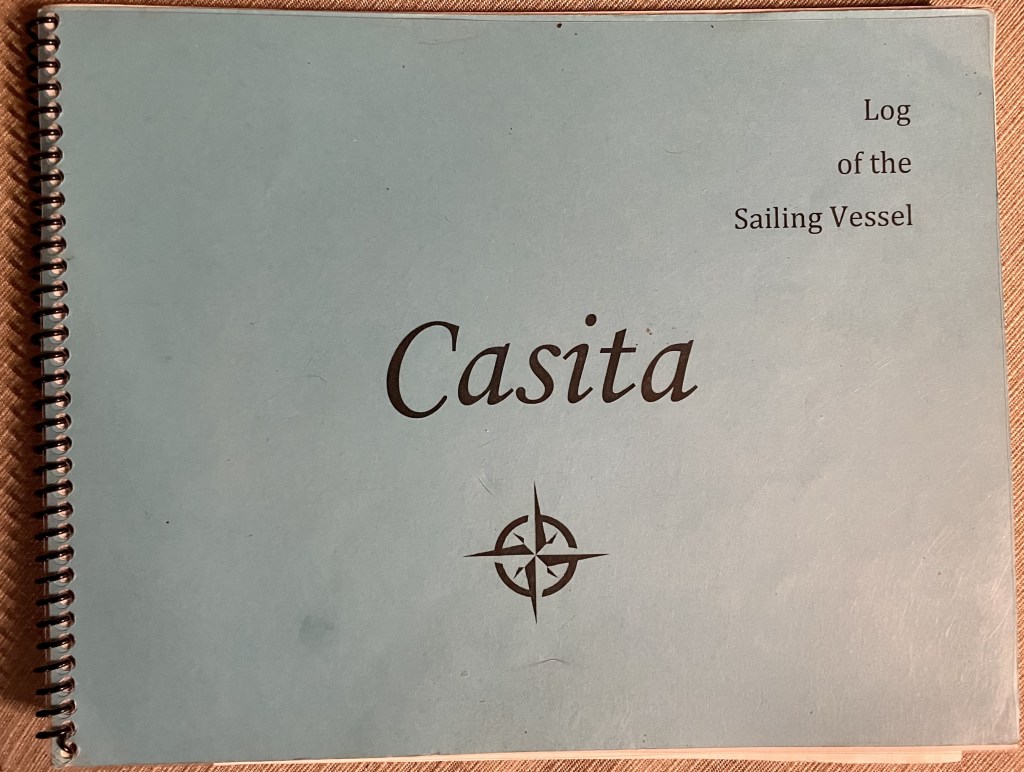 Log
of the
Sailing Vessel
Casita